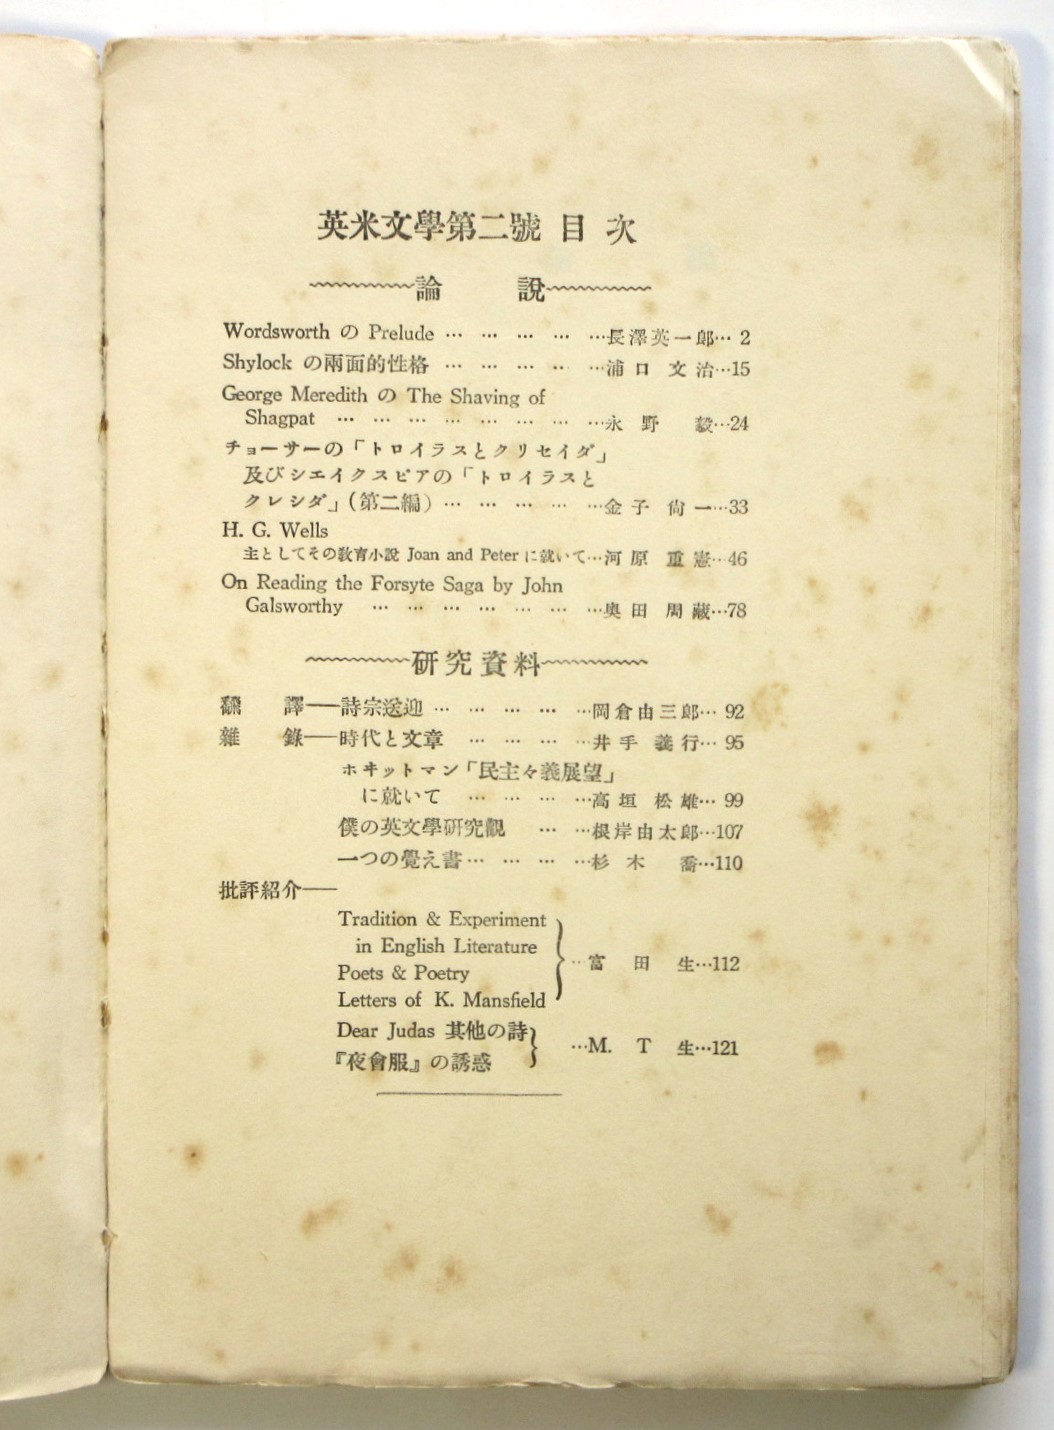 英米文學第二號 目次
論說
Wordsworth の Prelude … … … … …長澤英一郎… 2
Shylock の兩面的性格 … … … … …浦口文治…15
George Meredith の The Shaving of
Shagpat … … … … … … … …永野毅…24
チョーサーの「トロイラスとクリセイダ」
及びシエイクスピアの「トロイラスと
クレシダ」(第二編) … … … … …金子尙一…33
H. G. Wells
主としてその敎育小說 Joan and Peter に就いて…河原重憲…46
On Reading the Forsyte Saga by John
Galsworthy … … … … … … …奥田周藏…78
硏究資料
飜譯──詩宗送迎 … … … … …岡倉由三郎… 92
雜錄──時代と文章 … … … …井手義行… 95
ホヰットマン「民主々義展望」
に就いて … … … …高垣松雄… 99
僕の英文學硏究觀 … …根岸由太郎…107
一つの覺え書… … … …杉木喬…110
批評紹介──
Tradition & Experiment
in English Literature
Poets & Poetry
Letters of K. Mansfield
…富田生…112
Dear Judas 其他の詩
『夜會服』の誘惑
…M. T 生…121